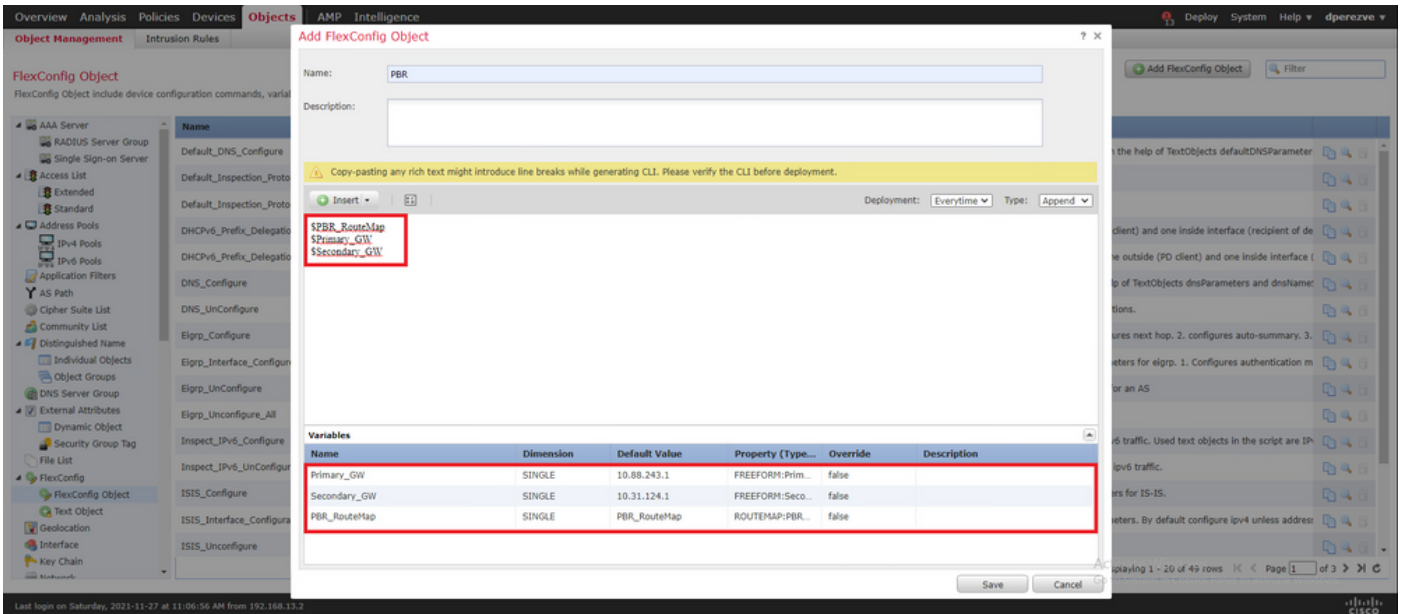 Overview Analysis Policies Devices Objects AMP Intelligence Deploy System Help dperezve
Object Management Intrusion Rules
Add FlexConfig Object ? ×
FlexConfig Object
Add FlexConfig Object Filter
FlexConfig Object include device configuration commands, variabl
Name: PBR
Description:
Copy-pasting any rich text might introduce line breaks while generating CLI. Please verify the CLI before deployment.
Insert Deployment: Everytime Type: Append
$PBR_RouteMap
$Primary_GW
$Secondary_GW
Variables
Name Dimension Default Value Property (Type... Override Description
Primary_GW SINGLE 10.88.243.1 FREEFORM:Prim... false
Secondary_GW SINGLE 10.31.124.1 FREEFORM:Seco... false
PBR_RouteMap SINGLE PBR_RouteMap ROUTEMAP:PBR... false
Save Cancel
AAA Server
RADIUS Server Group
Single Sign-on Server
Access List
Extended
Standard
Address Pools
IPv4 Pools
IPv6 Pools
Application Filters
AS Path
Cipher Suite List
Community List
Distinguished Name
Individual Objects
Object Groups
DNS Server Group
External Attributes
Dynamic Object
Security Group Tag
File List
FlexConfig
FlexConfig Object
Text Object
Geolocation
Interface
Key Chain
Network
Name
Default_DNS_Configure
Default_Inspection_Proto
Default_Inspection_Proto
DHCPv6_Prefix_Delegatio
DHCPv6_Prefix_Delegatio
DNS_Configure
DNS_UnConfigure
Eigrp_Configure
Eigrp_Interface_Configur
Eigrp_UnConfigure
Eigrp_Unconfigure_All
Inspect_IPv6_Configure
Inspect_IPv6_UnConfigur
ISIS_Configure
ISIS_Interface_Configura
ISIS_Unconfigure
the help of TextObjects defaultDNSParameter
client) and one inside interface (recipient of de
outside (PD client) and one inside interface (
of TextObjects dnsParameters and dnsName
tions.
ures next hop. 2. configures auto-summary. 3.
eters for eigrp. 1. Configures authentication m
for an AS
v6 traffic. Used text objects in the script are IPv
ipv6 traffic.
ers for IS-IS.
eters. By default configure ipv4 unless address
splaying 1 - 20 of 49 rows Page 1 of 3
Last login on Saturday, 2021-11-27 at 11:06:56 AM from 192.168.13.2
CISCO